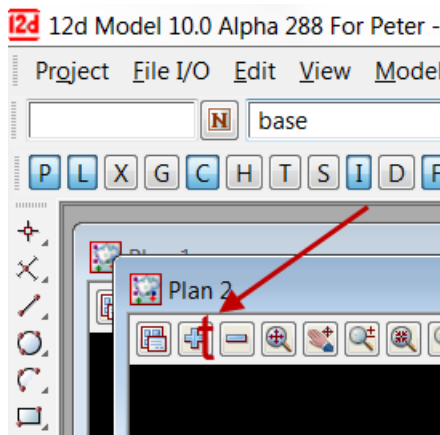 12d 12d Model 10.0 Alpha 288 For Peter -
Project File I/O Edit View Model
N base
P L X G C H T S I D F
Plan 1
Plan 2
t